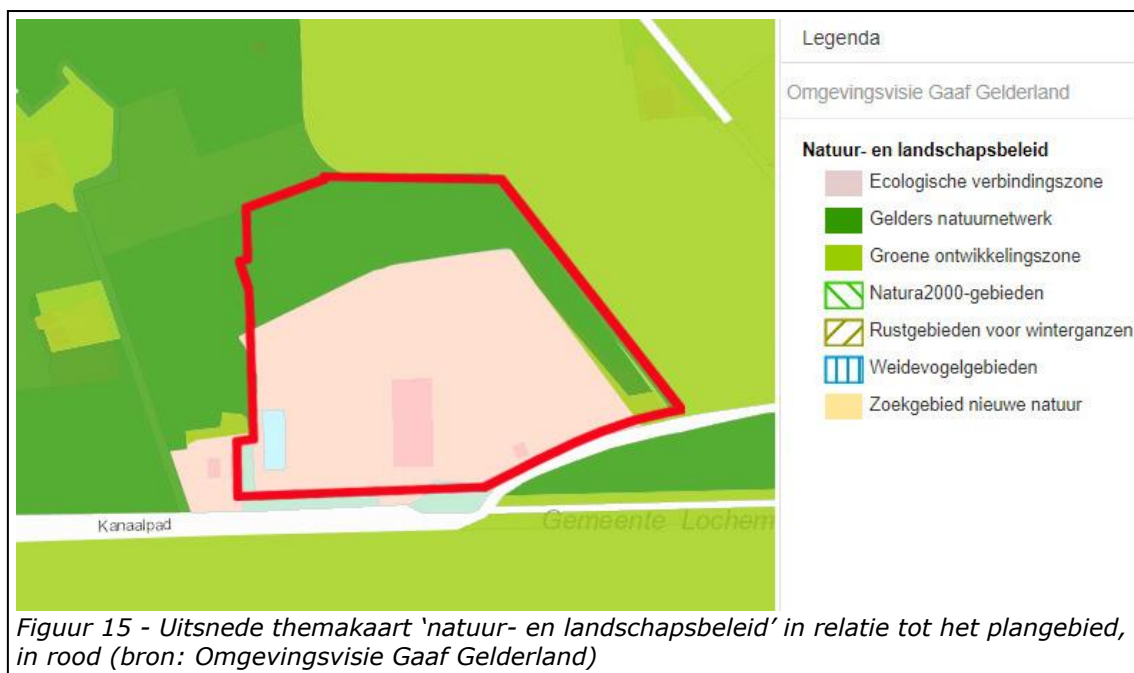 Legenda
Omgevingsvisie Gaaf Gelderland
Natuur- en landschapsbeleid
Ecologische verbindingszone
Gelders natuurnetwerk
Groene ontwikkelingszone
Natura2000-gebieden
Rustgebieden voor winterganzen
Weidevogelgebieden
Zoekgebied nieuwe natuur
Kanaalpad
Gemeente Lochem
Figuur 15 - Uitsnede themakaart ‘natuur- en landschapsbeleid’ in relatie tot het plangebied,
in rood (bron: Omgevingsvisie Gaaf Gelderland)